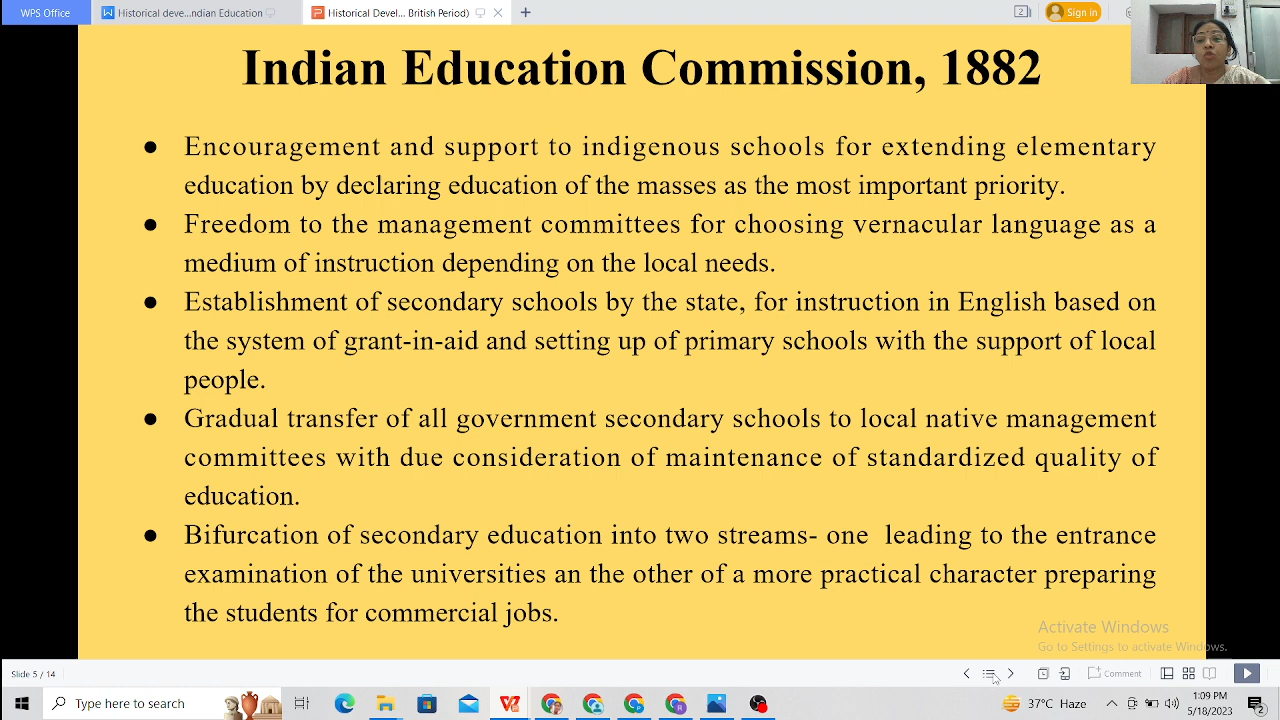 WPS Office
Historical deve...ndian Education
Historical Devel... British Period)
+
2
Sign in
Indian Education Commission, 1882
● Encouragement and support to indigenous schools for extending elementary
education by declaring education of the masses as the most important priority.
● Freedom to the management committees for choosing vernacular language as a
medium of instruction depending on the local needs.
● Establishment of secondary schools by the state, for instruction in English based on
the system of grant-in-aid and setting up of primary schools with the support of local
people.
● Gradual transfer of all government secondary schools to local native management
committees with due consideration of maintenance of standardized quality of
education.
● Bifurcation of secondary education into two streams- one leading to the entrance
examination of the universities an the other of a more practical character preparing
the students for commercial jobs.
Activate Windows
Go to Settings to activate Windows.
Slide 5 / 14
Comment
Type here to search
37°C Haze
1:09 PM
5/18/2023
2